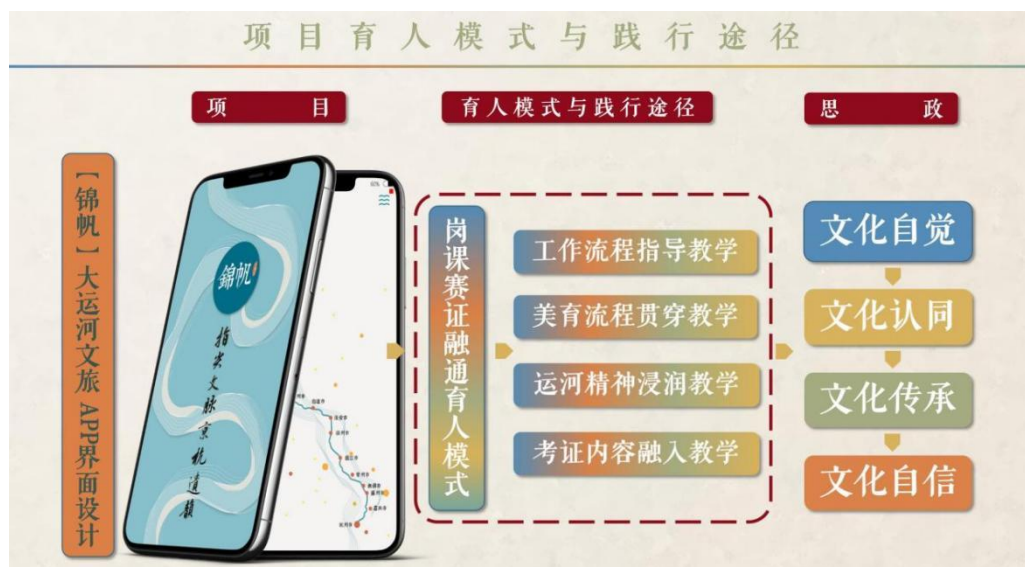 项目育人模式与践行途径
项目
育人模式与践行途径
思政
【锦帆】大运河文旅 APP界面设计
60%
錦帆
指尖文脉京杭遗韵
岗课赛证融通育人模式
工作流程指导教学
美育流程贯穿教学
运河精神浸润教学
考证内容融入教学
文化自觉
文化认同
文化传承
文化自信